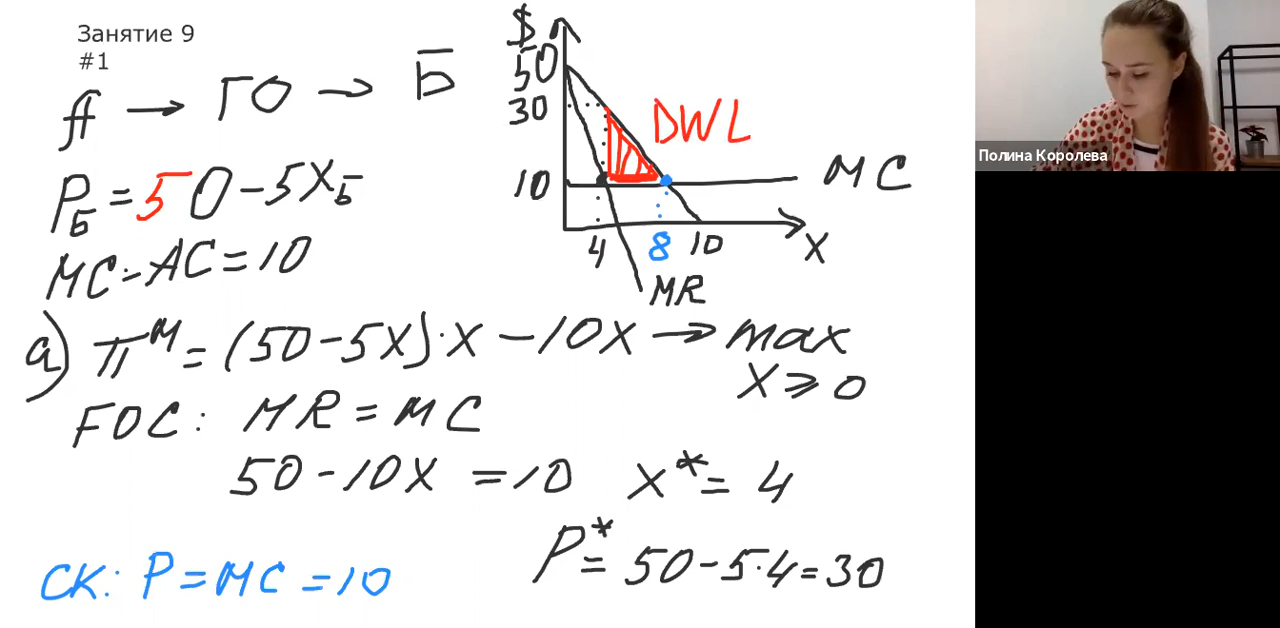 Занятие 9
#1
А → ГО → Б
P_Б = 50 - 5X_Б
MC = AC = 10
$
50
30
10
DWL
MC
4 8 10 X
MR
a) π^M = (50 - 5X) · X - 10X → max
X ⩾ 0
FOC: MR = MC
50 - 10X = 10 X* = 4
P* = 50 - 5 · 4 = 30
СК: P = MC = 10
Полина Королева